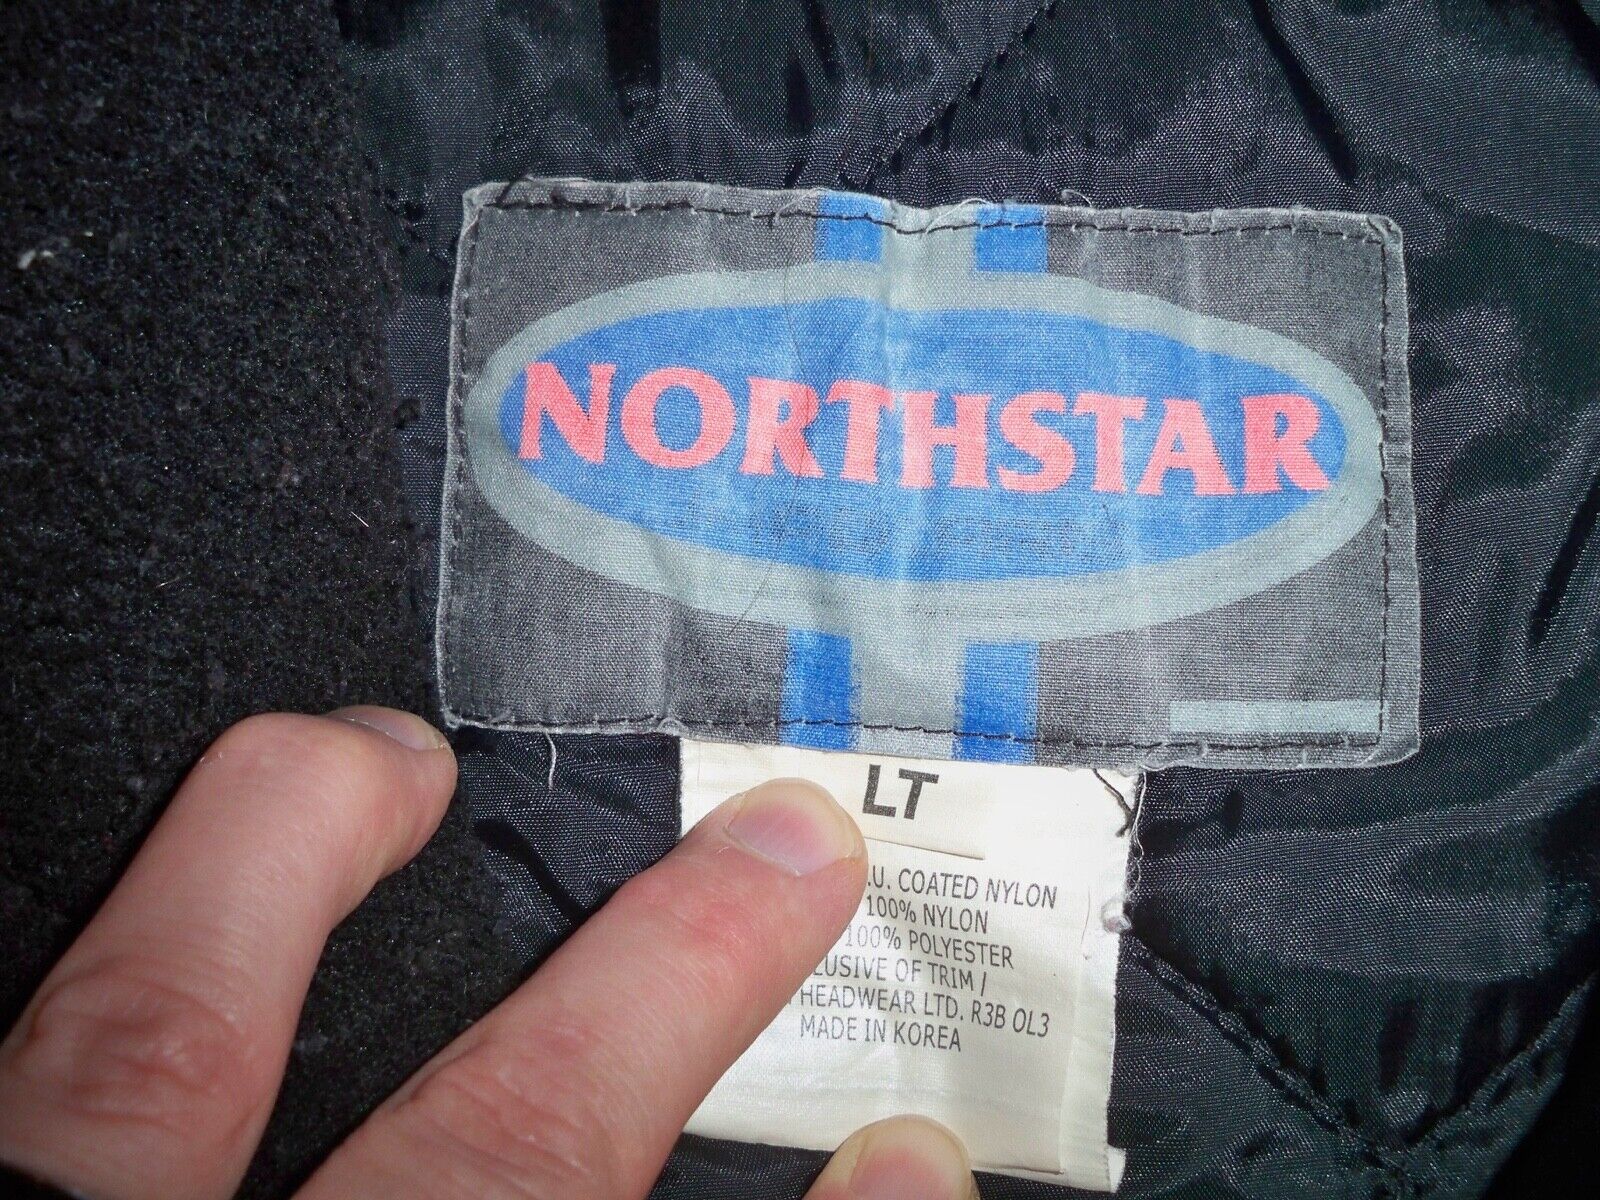 NORTHSTAR
LT
.U. COATED NYLON
100% NYLON
100% POLYESTER
LUSIVE OF TRIM /
HEADWEAR LTD. R3B OL3
MADE IN KOREA